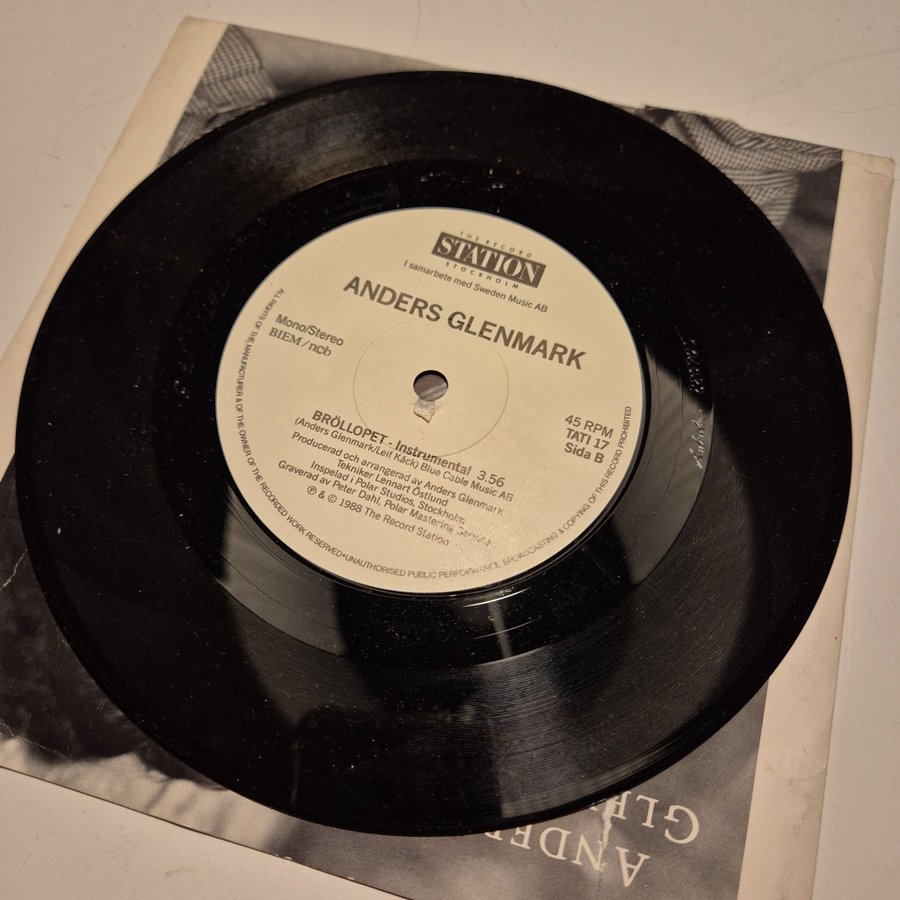 THE RECORD
STATION
STOCKHOLM
I samarbete med Sweden Music AB
ANDERS GLENMARK
Mono/Stereo
BIEM/ncb
45 RPM
TATI 17
Sida B
BRÖLLOPET - Instrumental 3.56
(Anders Glenmark/Leif Käck) Blue Cable Music AB
Producerad och arrangerad av Anders Glenmark
Tekniker Lennart Östlund
Inspelad i Polar Studios, Stockholm
Graverad av Peter Dahl, Polar Mastering
℗ & © 1988 The Record Station
ALL RIGHTS OF THE MANUFACTURER & OF THE OWNER OF THE RECORDED WORK RESERVED•UNAUTHORISED PUBLIC PERFORMANCE, BROADCASTING & COPYING OF THIS RECORD PROHIBITED
ANDER
GLE